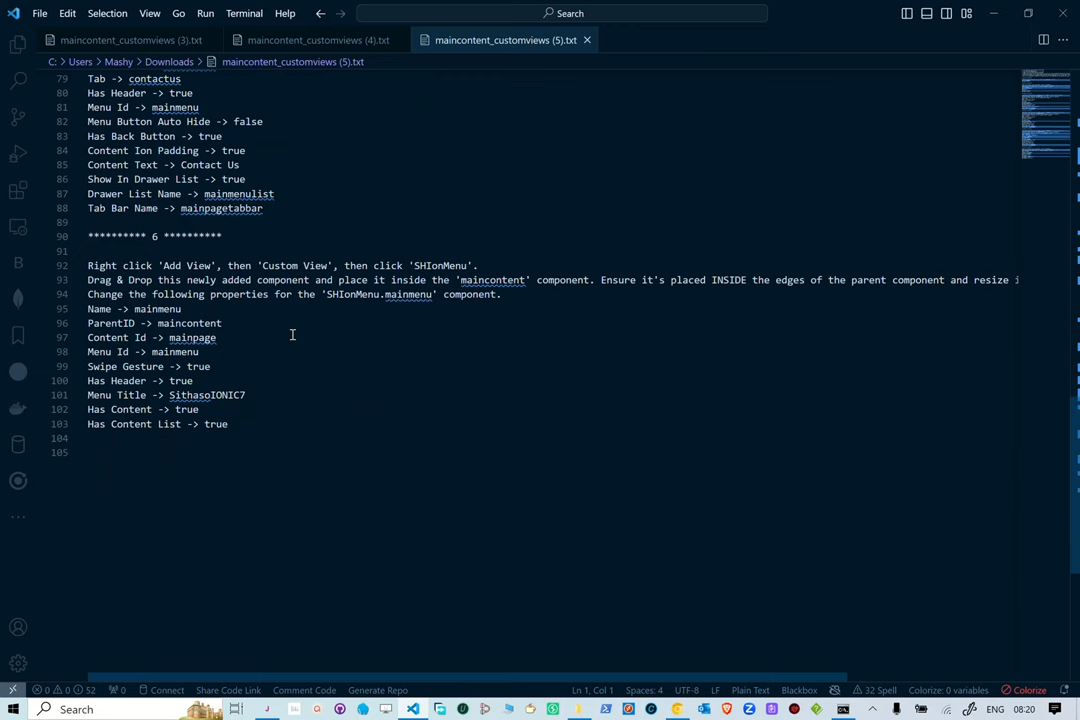 File Edit Selection View Go Run Terminal Help Search
maincontent_customviews (3).txt maincontent_customviews (4).txt maincontent_customviews (5).txt
C: > Users > Mashy > Downloads > maincontent_customviews (5).txt
79 Tab -> contactus
80 Has Header -> true
81 Menu Id -> mainmenu
82 Menu Button Auto Hide -> false
83 Has Back Button -> true
84 Content Ion Padding -> true
85 Content Text -> Contact Us
86 Show In Drawer List -> true
87 Drawer List Name -> mainmenulist
88 Tab Bar Name -> mainpagetabbar
89
90 ********** 6 **********
91
92 Right click 'Add View', then 'Custom View', then click 'SHIonMenu'.
93 Drag & Drop this newly added component and place it inside the 'maincontent' component. Ensure it's placed INSIDE the edges of the parent component and resize i
94 Change the following properties for the 'SHIonMenu.mainmenu' component.
95 Name -> mainmenu
96 ParentID -> maincontent
97 Content Id -> mainpage
98 Menu Id -> mainmenu
99 Swipe Gesture -> true
100 Has Header -> true
101 Menu Title -> SithasoIONIC7
102 Has Content -> true
103 Has Content List -> true
104
105
0 0 52 0 Connect Share Code Link Comment Code Generate Repo Ln 1, Col 1 Spaces: 4 UTF-8 LF Plain Text Blackbox 32 Spell Colorize: 0 variables Colorize
Search ENG 08:20